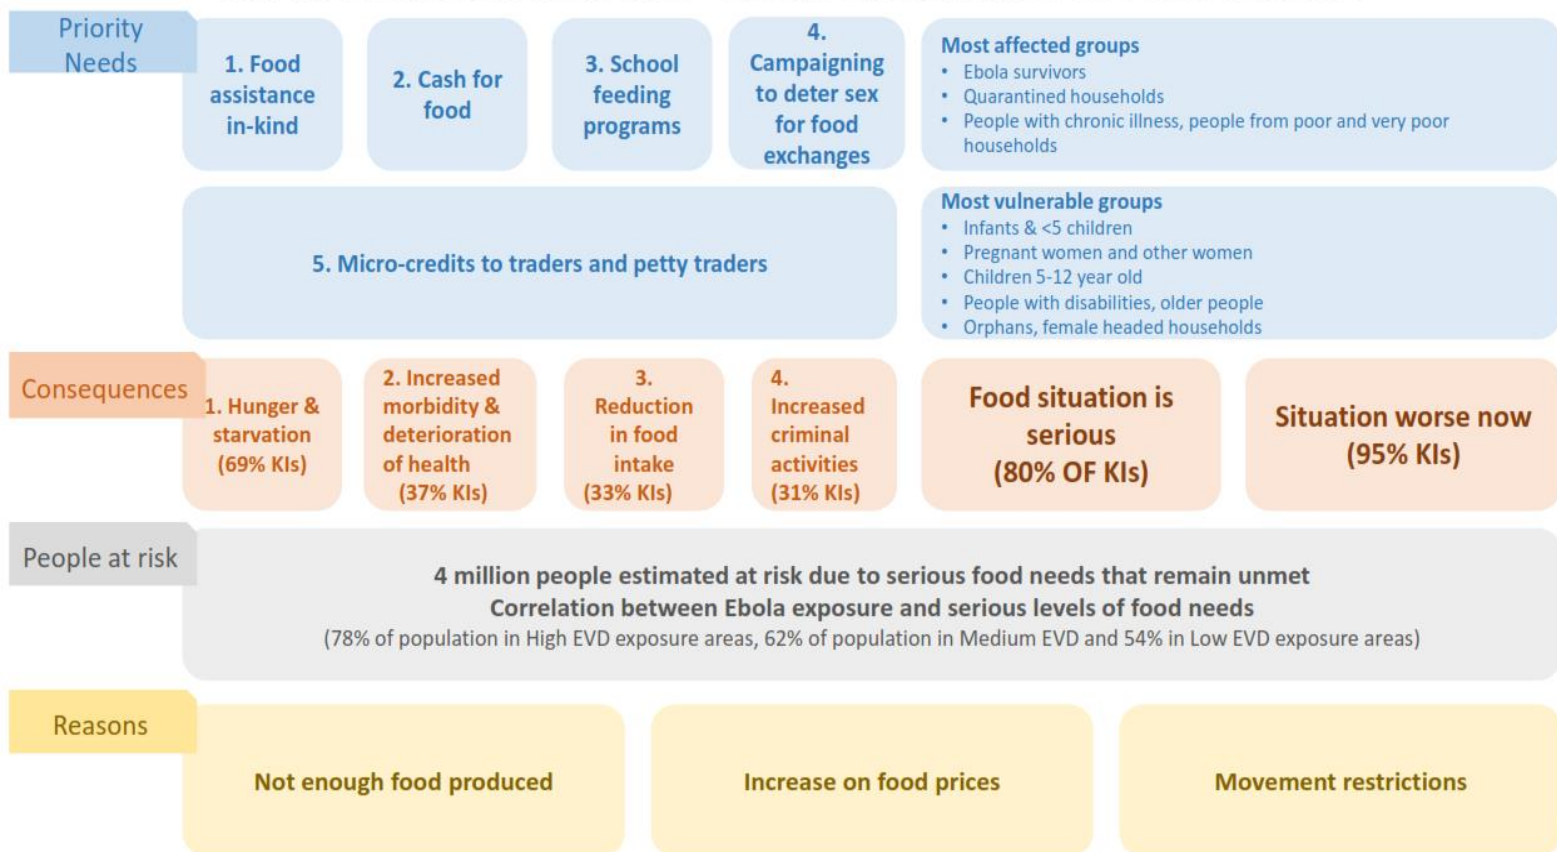 Priority
Needs
1. Food
assistance
in-kind
2. Cash for
food
3. School
feeding
programs
4.
Campaigning
to deter sex
for food
exchanges
Most affected groups
• Ebola survivors
• Quarantined households
• People with chronic illness, people from poor and very poor
households
5. Micro-credits to traders and petty traders
Most vulnerable groups
• Infants & <5 children
• Pregnant women and other women
• Children 5-12 year old
• People with disabilities, older people
• Orphans, female headed households
Consequences
1. Hunger &
starvation
(69% KIs)
2. Increased
morbidity &
deterioration
of health
(37% KIs)
3.
Reduction
in food
intake
(33% KIs)
4.
Increased
criminal
activities
(31% KIs)
Food situation is
serious
(80% OF KIs)
Situation worse now
(95% KIs)
People at risk
4 million people estimated at risk due to serious food needs that remain unmet
Correlation between Ebola exposure and serious levels of food needs
(78% of population in High EVD exposure areas, 62% of population in Medium EVD and 54% in Low EVD exposure areas)
Reasons
Not enough food produced
Increase on food prices
Movement restrictions